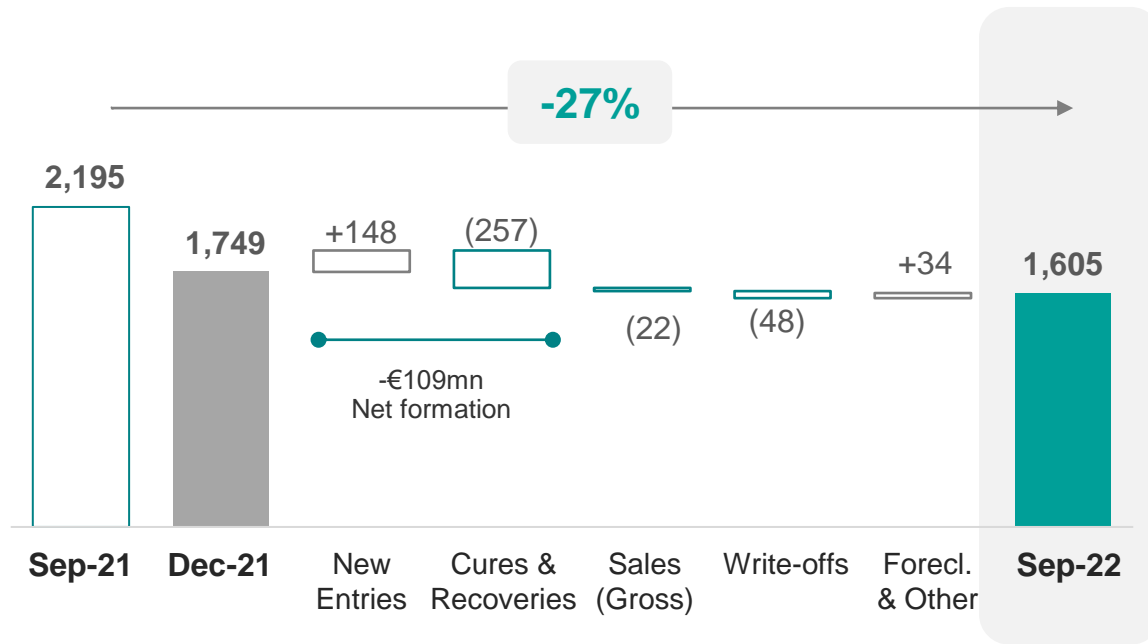 -27%
2,195
1,749
+148
(257)
(22)
(48)
+34
1,605
-€109mn
Net formation
Sep-21
Dec-21
New
Entries
Cures &
Recoveries
Sales
(Gross)
Write-offs
Forecl.
& Other
Sep-22